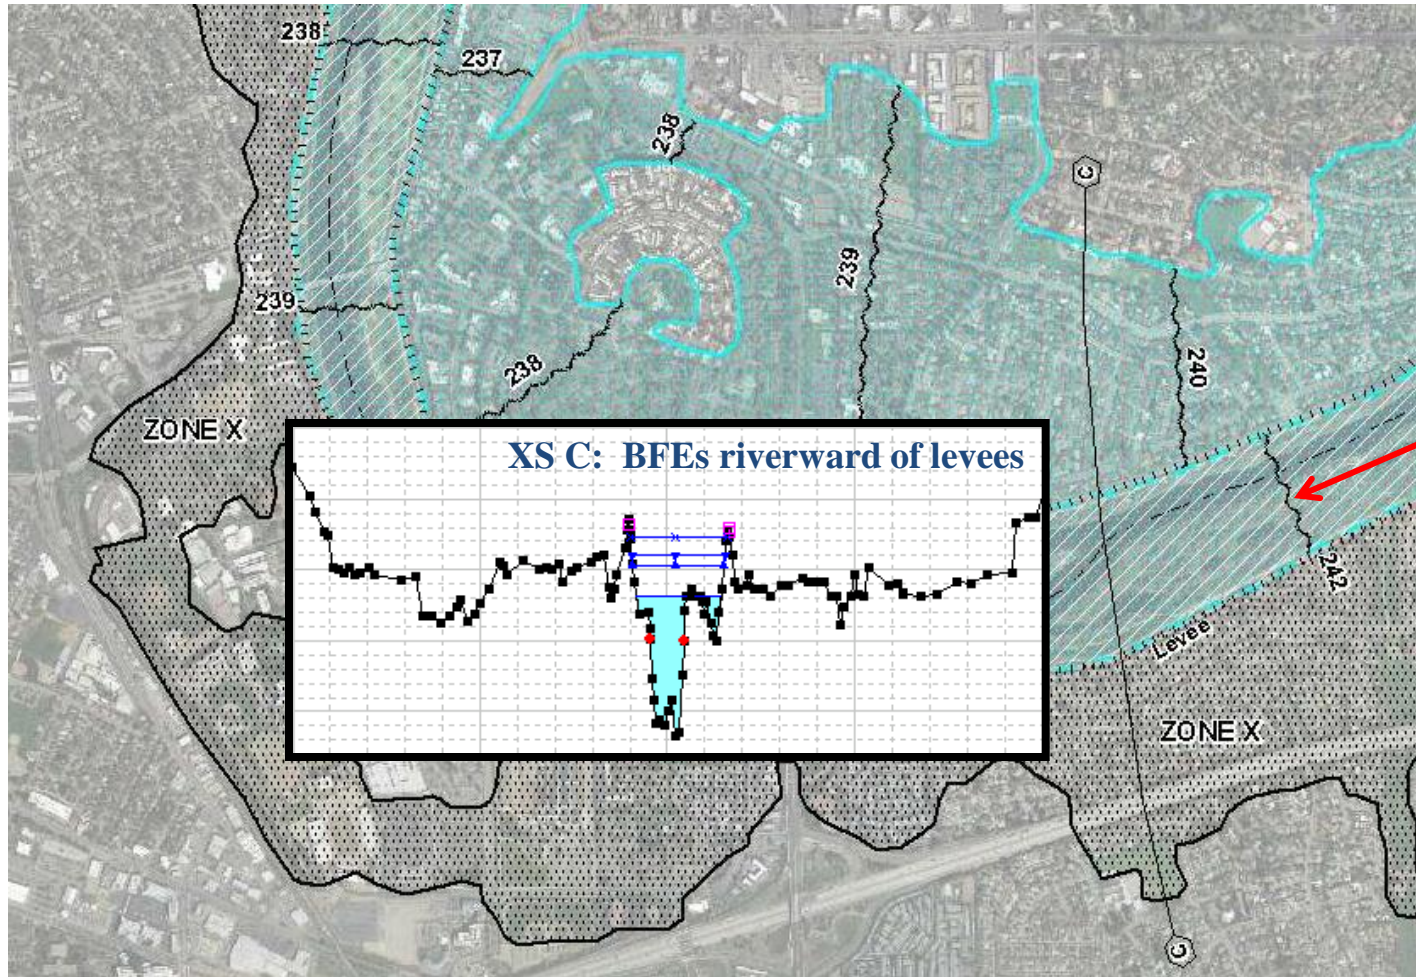 238
237
238
C
239
239
240
238
ZONE X
XS C: BFEs riverward of levees
242
Levee
ZONE X
C